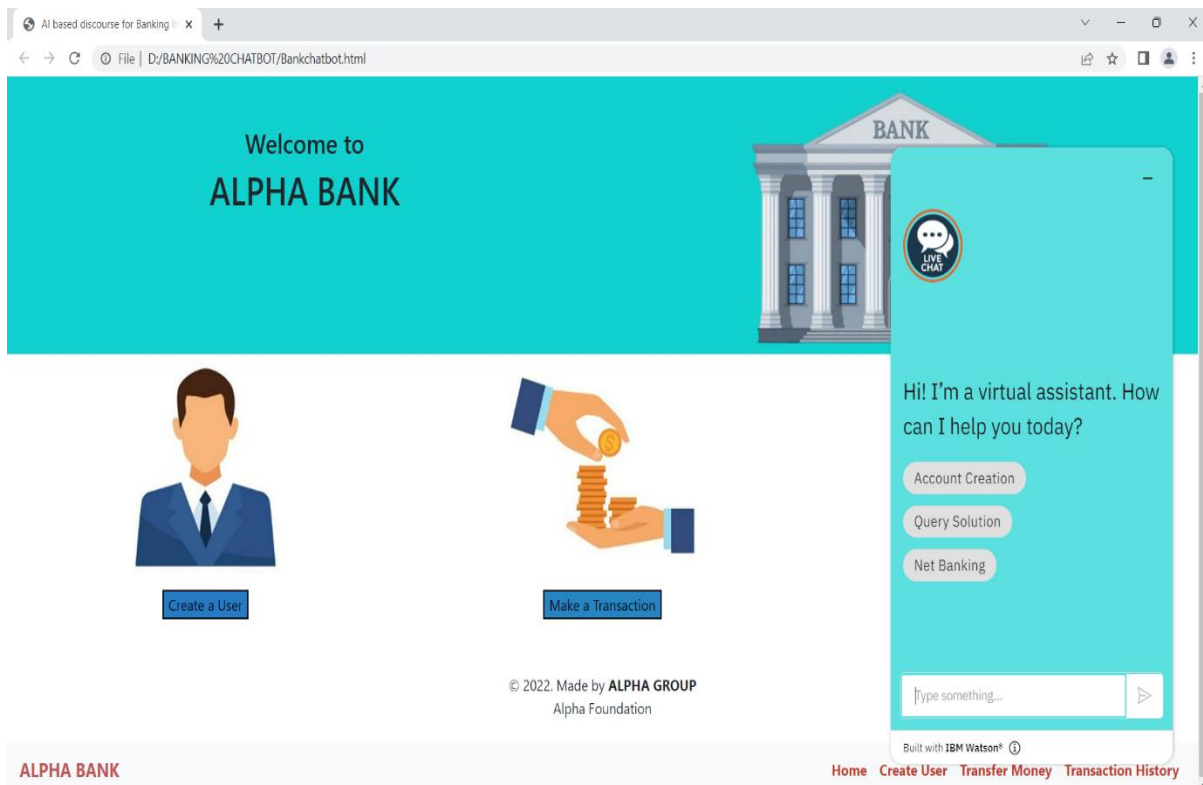 AI based discourse for Banking In
File | D:/BANKING%20CHATBOT/Bankchatbot.html
Welcome to
ALPHA BANK
BANK
LIVE
CHAT
Hi! I'm a virtual assistant. How
can I help you today?
Account Creation
Query Solution
Net Banking
Create a User
Make a Transaction
© 2022. Made by ALPHA GROUP
Alpha Foundation
Type something...
Built with IBM Watson®
ALPHA BANK
Home Create User Transfer Money Transaction History